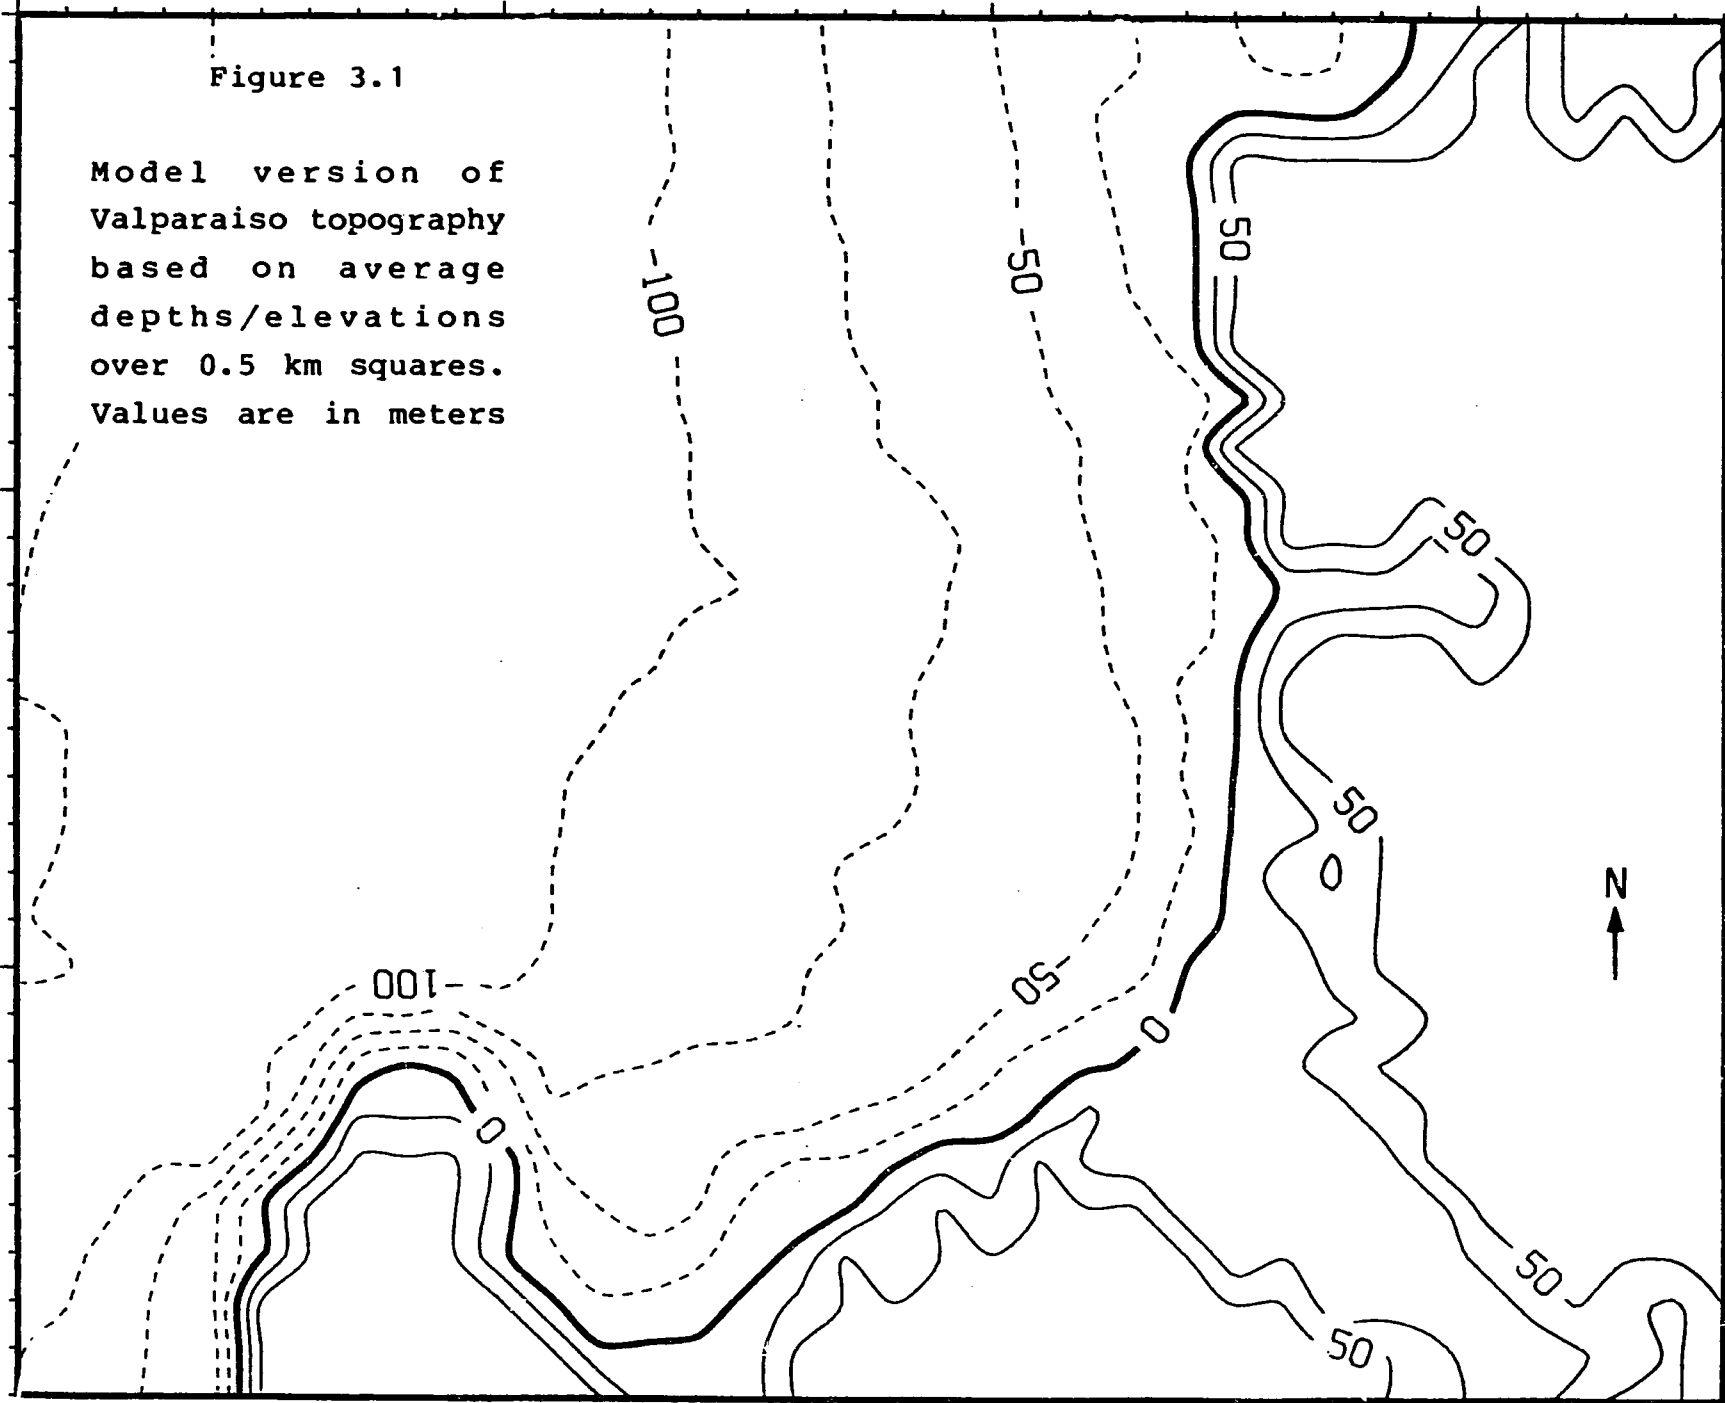 Figure 3.1
Model version of
Valparaiso topography
based on average
depths/elevations
over 0.5 km squares.
Values are in meters
50
-50
-100
50
50
N
-100
-50
0
0
50
50